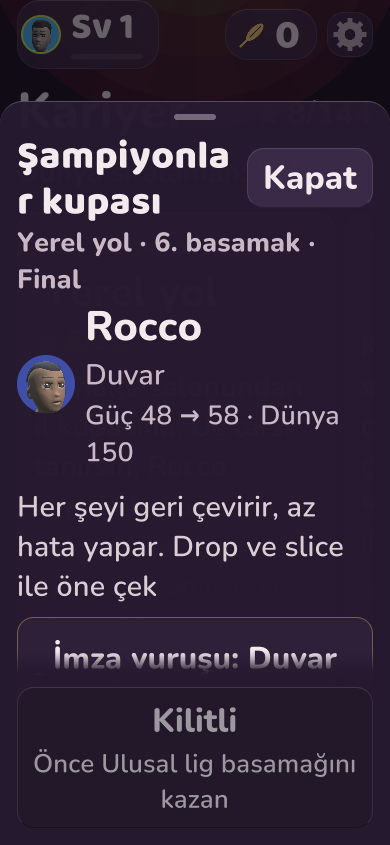 Sv 1
0
Kariye
Şampiyonla
r kupası
Kapat
Yerel yol · 6. basamak ·
Final
Rocco
Duvar
Güç 48 → 58 · Dünya
150
Her şeyi geri çevirir, az
hata yapar. Drop ve slice
ile öne çek
İmza vuruşu: Duvar
Kilitli
Önce Ulusal lig basamağını
kazan